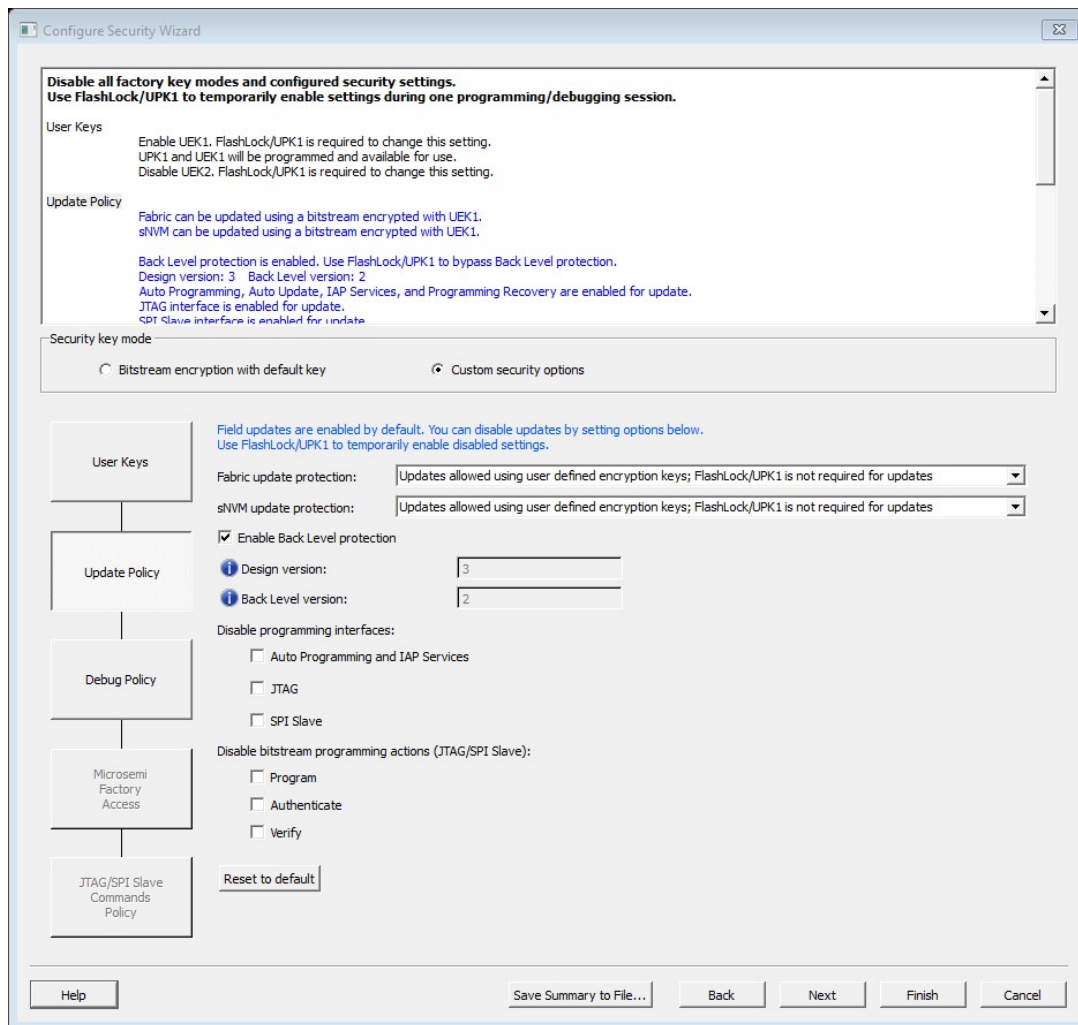 Configure Security Wizard
Disable all factory key modes and configured security settings.
Use FlashLock/UPK1 to temporarily enable settings during one programming/debugging session.
User Keys
Enable UEK1. FlashLock/UPK1 is required to change this setting.
UPK1 and UEK1 will be programmed and available for use.
Disable UEK2. FlashLock/UPK1 is required to change this setting.
Update Policy
Fabric can be updated using a bitstream encrypted with UEK1.
sNVM can be updated using a bitstream encrypted with UEK1.
Back Level protection is enabled. Use FlashLock/UPK1 to bypass Back Level protection.
Design version: 3 Back Level version: 2
Auto Programming, Auto Update, IAP Services, and Programming Recovery are enabled for update.
JTAG interface is enabled for update.
SPI Slave interface is enabled for update
Security key mode
Bitstream encryption with default key
Custom security options
User Keys
Update Policy
Debug Policy
Microsemi
Factory
Access
JTAG/SPI Slave
Commands
Policy
Field updates are enabled by default. You can disable updates by setting options below.
Use FlashLock/UPK1 to temporarily enable disabled settings.
Fabric update protection: Updates allowed using user defined encryption keys; FlashLock/UPK1 is not required for updates
sNVM update protection: Updates allowed using user defined encryption keys; FlashLock/UPK1 is not required for updates
Enable Back Level protection
Design version: 3
Back Level version: 2
Disable programming interfaces:
Auto Programming and IAP Services
JTAG
SPI Slave
Disable bitstream programming actions (JTAG/SPI Slave):
Program
Authenticate
Verify
Reset to default
Help
Save Summary to File...
Back
Next
Finish
Cancel